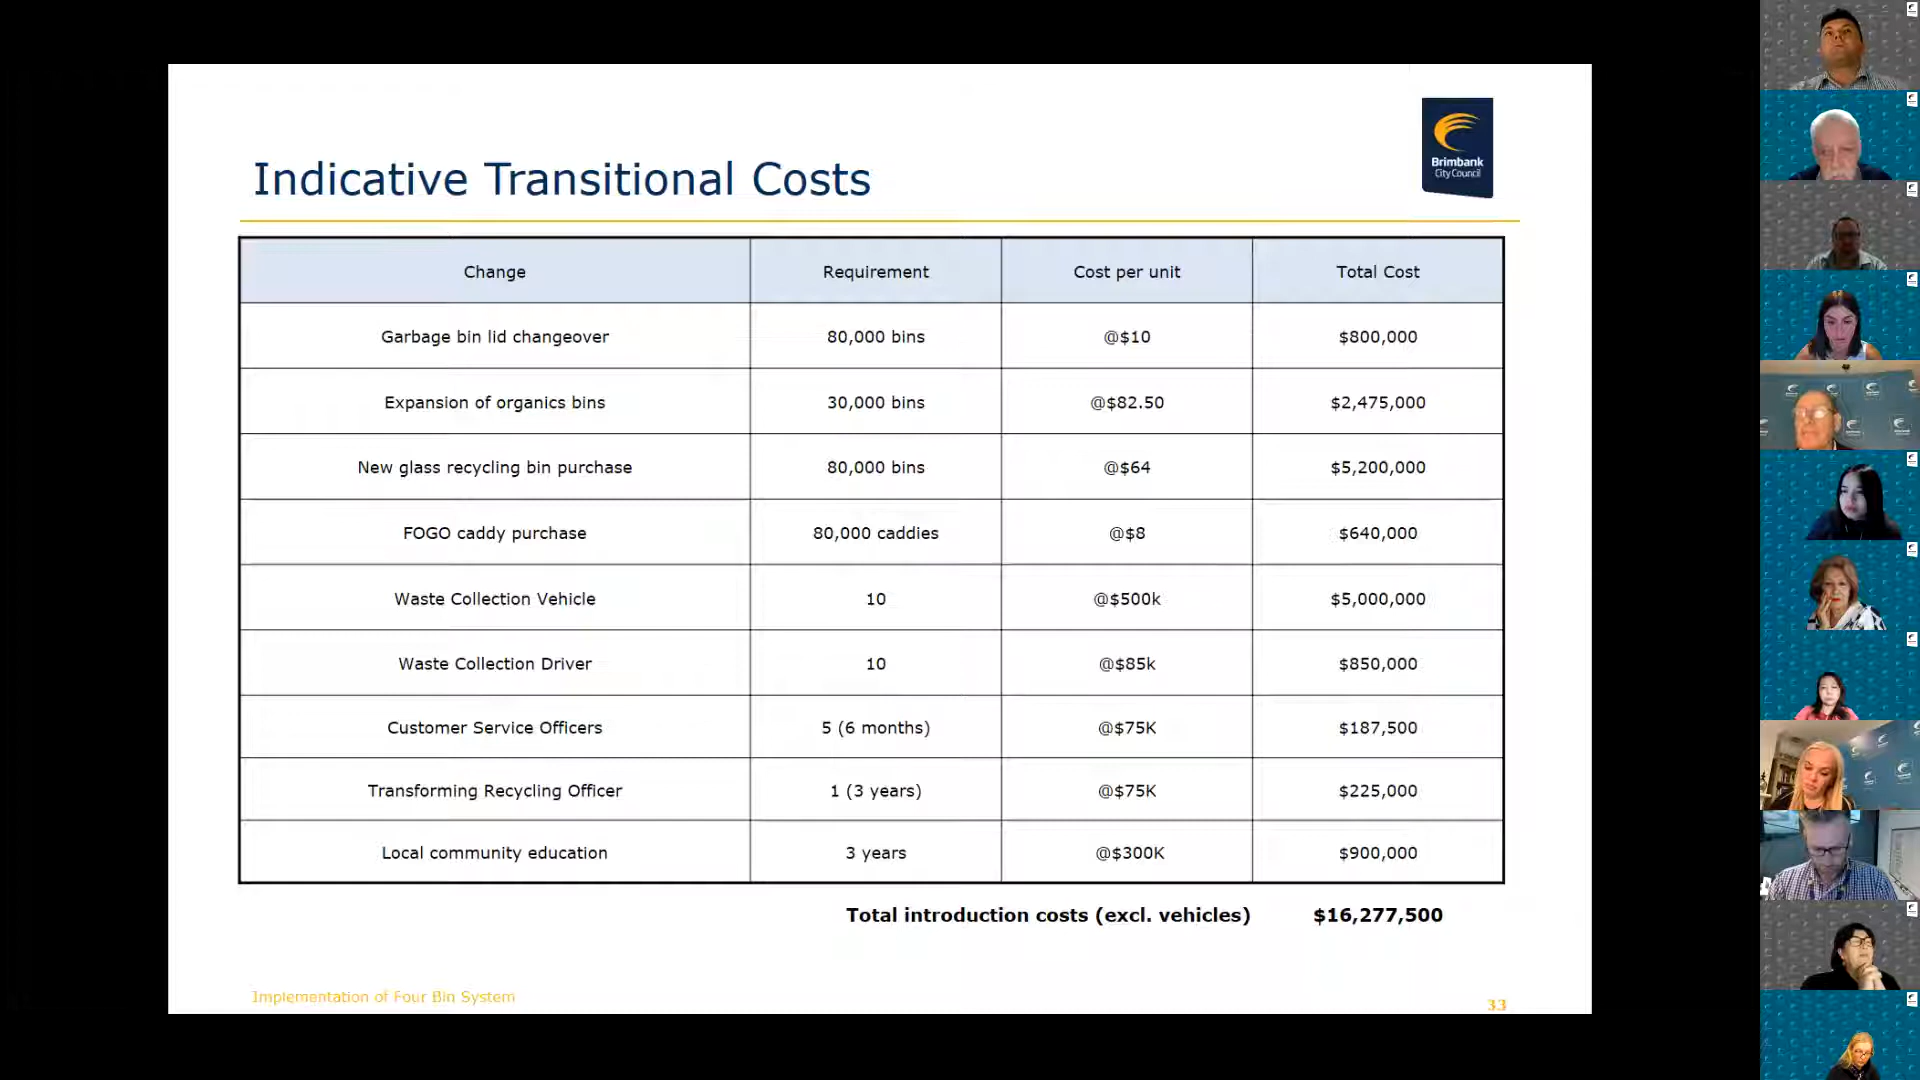 Brimbank
City Council
Indicative Transitional Costs
Change Requirement Cost per unit Total Cost
Garbage bin lid changeover 80,000 bins @$10 $800,000
Expansion of organics bins 30,000 bins @$82.50 $2,475,000
New glass recycling bin purchase 80,000 bins @$64 $5,200,000
FOGO caddy purchase 80,000 caddies @$8 $640,000
Waste Collection Vehicle 10 @$500k $5,000,000
Waste Collection Driver 10 @$85k $850,000
Customer Service Officers 5 (6 months) @$75K $187,500
Transforming Recycling Officer 1 (3 years) @$75K $225,000
Local community education 3 years @$300K $900,000
Total introduction costs (excl. vehicles) $16,277,500
Implementation of Four Bin System
33